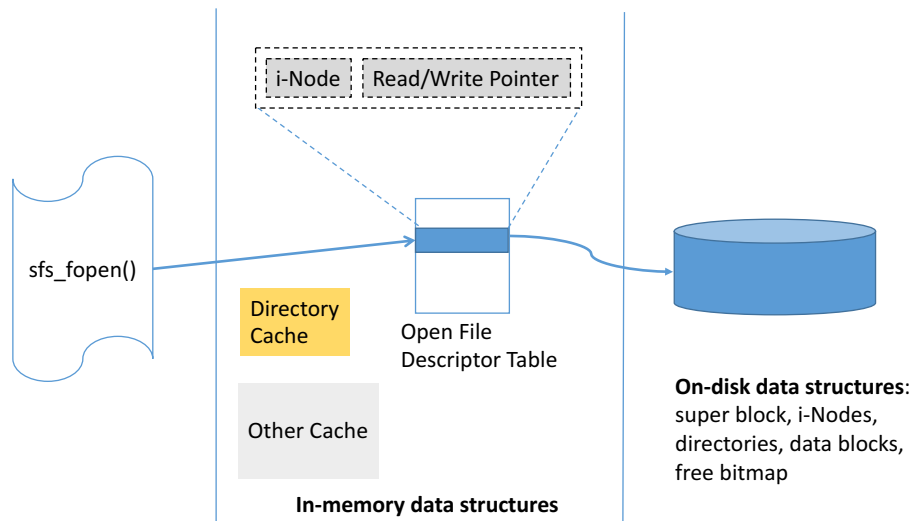 i-Node
Read/Write Pointer
sfs_fopen()
Directory
Cache
Open File
Descriptor Table
Other Cache
In-memory data structures
On-disk data structures:
super block, i-Nodes,
directories, data blocks,
free bitmap